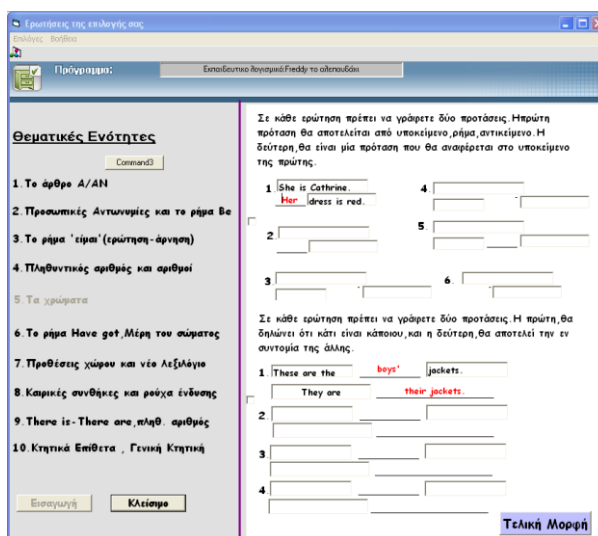 Ερωτήσεις της επιλογής σας
Επιλόγες Βοήθεια
Πρόγραμμα:
Εκπαιδευτικο λογισμικό:Freddy το αλεπουδάκι
Θεματικές Ενότητες
Command3
1.Το άρθρο A/AN
2.Προσωπικές Αντωνυμίες και το ρήμα Be
3.Το ρήμα 'είμαι'(ερώτηση-άρνηση)
4.Πληθυντικός αριθμός και αριθμοί
5.Τα χρώματα
6.Το ρήμα Have got,Μέρη του σώματος
7.Προθέσεις χώρου και νέο Λεξιλόγιο
8.Καιρικές συνθήκες και ρούχα ένδυσης
9.There is-There are,πληθ. αριθμός
10.Κτητικά Επίθετα , Γενική Κτητική
Εισαγωγή
Κλείσιμο
Σε κάθε ερώτηση πρέπει να γράφετε δύο προτάσεις.Ηπρώτη
πρόταση θα αποτελείται από υποκείμενο,ρήμα,αντικείμενο.Η
δεύτερη,θα είναι μία πρόταση που θα αναφέρεται στο υποκείμενο
της πρώτης.
1. She is Cathrine.
Her dress is red.
2.
3
4.
5.
6.
Σε κάθε ερώτηση πρέπει να γράφετε δύο προτάσεις.Η πρώτη,θα
δηλώνει ότι κάτι είναι κάποιου,και η δεύτερη,θα αποτελεί την εν
συντομία της άλλης.
1. These are the boys' jackets.
They are their jackets.
2.
3.
4.
Τελική Μορφή